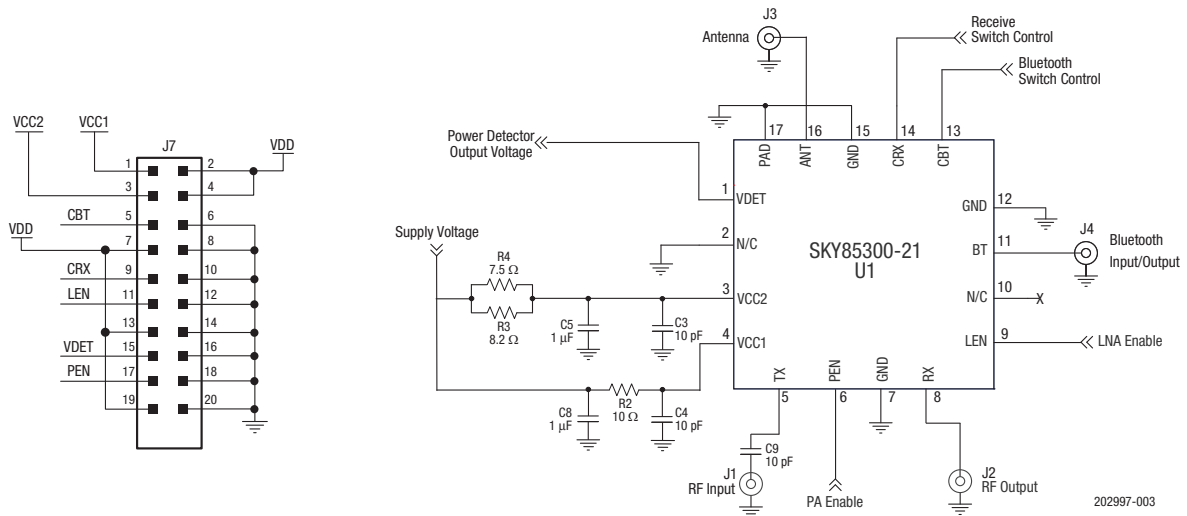 J7
VCC2
VCC1
VDD
1
2
3
4
CBT
5
6
VDD
7
8
CRX
9
10
LEN
11
12
13
14
VDET
15
16
PEN
17
18
19
20
J3
Antenna
Receive
Switch Control
Bluetooth
Switch Control
17
16
15
14
13
PAD
ANT
GND
CRX
CBT
Power Detector
Output Voltage
1
VDET
GND
12
2
N/C
SKY85300-21
U1
BT
11
J4
Bluetooth
Input/Output
Supply Voltage
R4
7.5 Ω
R3
8.2 Ω
C5
1 µF
C3
10 pF
3
VCC2
N/C
10
X
4
VCC1
LEN
9
LNA Enable
C8
1 µF
R2
10 Ω
C4
10 pF
TX
PEN
GND
RX
5
6
7
8
C9
10 pF
J1
RF Input
PA Enable
J2
RF Output
202997-003